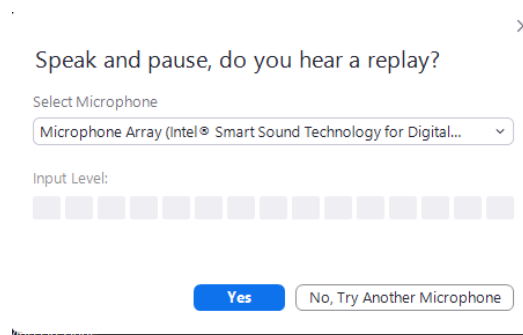 Speak and pause, do you hear a replay?
Select Microphone
Microphone Array (Intel® Smart Sound Technology for Digital...
Input Level:
Yes
No, Try Another Microphone